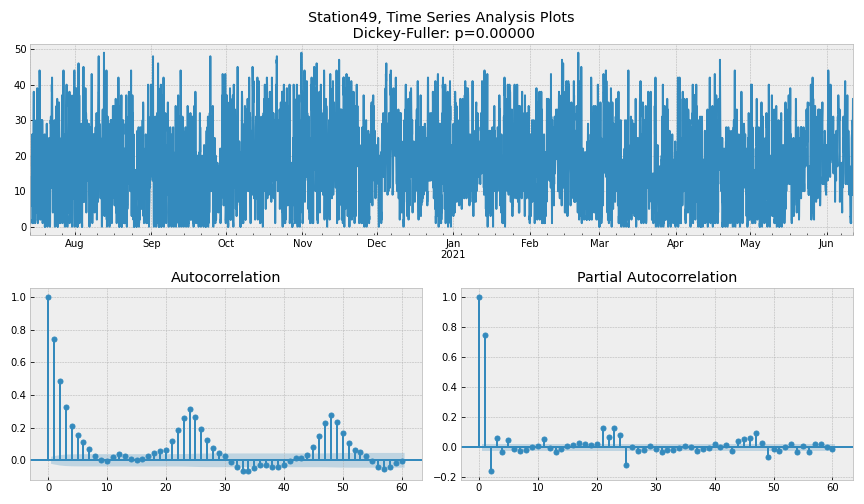 Station49, Time Series Analysis Plots
Dickey-Fuller: p=0.00000
50
40
30
20
10
0
Aug Sep Oct Nov Dec Jan Feb Mar Apr May Jun
2021
Autocorrelation
1.0
0.8
0.6
0.4
0.2
0.0
0 10 20 30 40 50 60
Partial Autocorrelation
1.0
0.8
0.6
0.4
0.2
0.0
−0.2
0 10 20 30 40 50 60